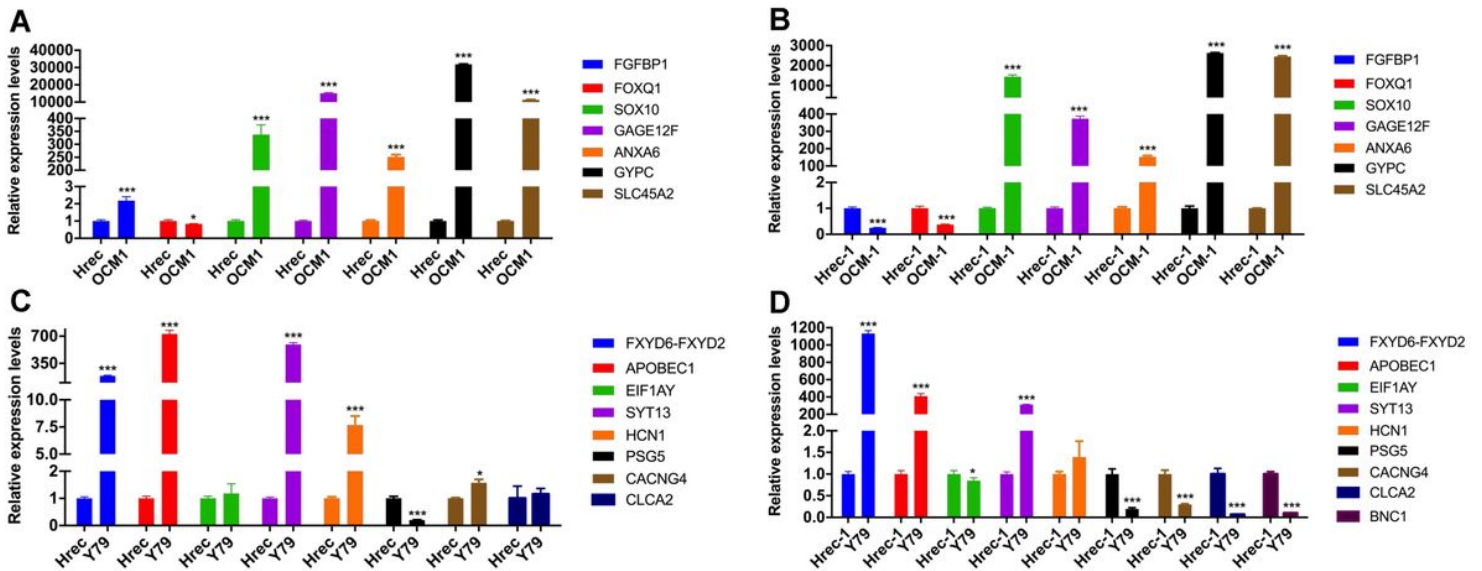 A
Relative expression levels
40000
30000
20000
10000
400
350
300
250
200
3
2
1
0
*** * *** *** *** *** ***
Hrec OCM1 Hrec OCM1 Hrec OCM1 Hrec OCM1 Hrec OCM1 Hrec OCM1 Hrec OCM1
FGFBP1
FOXQ1
SOX10
GAGE12F
ANXA6
GYPC
SLC45A2
B
Relative expression levels
3000
2000
1000
400
300
200
100
2
1
0
*** *** *** *** *** *** ***
Hrec-1 OCM-1 Hrec-1 OCM-1 Hrec-1 OCM-1 Hrec-1 OCM-1 Hrec-1 OCM-1 Hrec-1 OCM-1 Hrec-1 OCM-1
FGFBP1
FOXQ1
SOX10
GAGE12F
ANXA6
GYPC
SLC45A2
C
Relative expression levels
700
350
10.0
7.5
5.0
2
1
0
*** *** *** *** *** *
Hrec Y79 Hrec Y79 Hrec Y79 Hrec Y79 Hrec Y79 Hrec Y79 Hrec Y79 Hrec Y79
FXYD6-FXYD2
APOBEC1
EIF1AY
SYT13
HCN1
PSG5
CACNG4
CLCA2
D
Relative expression levels
1200
1000
800
600
400
200
2.0
1.5
1.0
0.5
0.0
*** *** * *** *** *** *** ***
Hrec-1 Y79 Hrec-1 Y79 Hrec-1 Y79 Hrec-1 Y79 Hrec-1 Y79 Hrec-1 Y79 Hrec-1 Y79 Hrec-1 Y79 Hrec-1 Y79
FXYD6-FXYD2
APOBEC1
EIF1AY
SYT13
HCN1
PSG5
CACNG4
CLCA2
BNC1